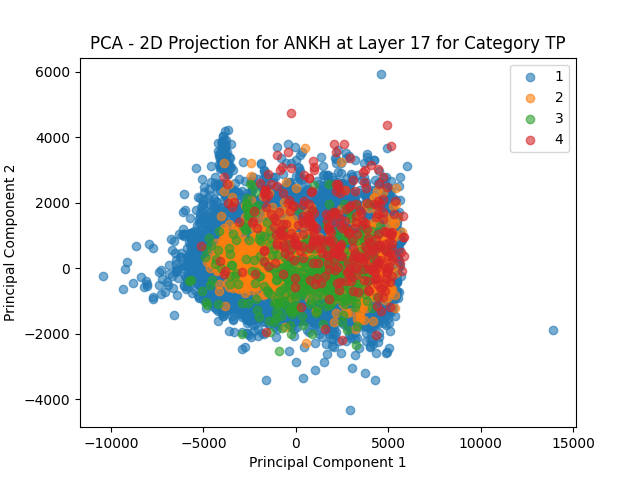 PCA - 2D Projection for ANKH at Layer 17 for Category TP
6000
4000
2000
0
−2000
−4000
Principal Component 2
−10000 −5000 0 5000 10000 15000
Principal Component 1
1
2
3
4